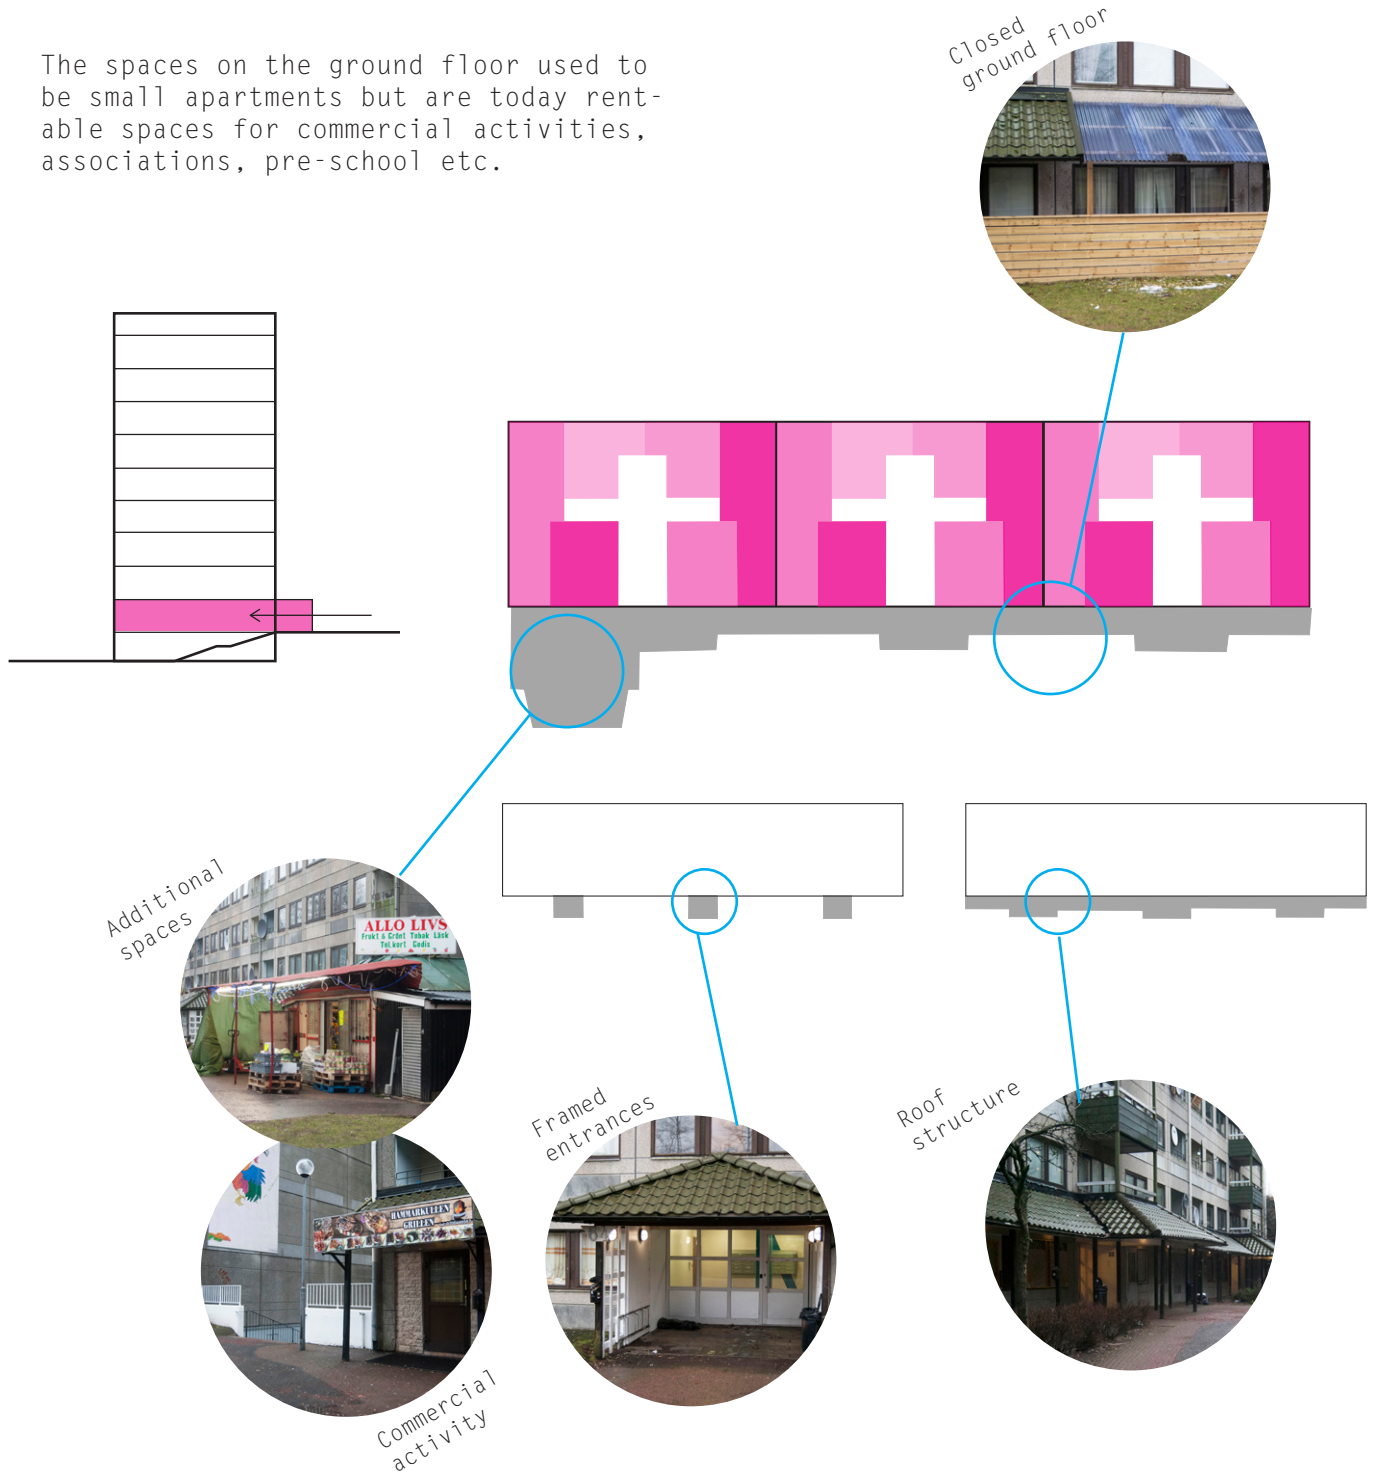 The spaces on the ground floor used to
be small apartments but are today rent-
able spaces for commercial activities,
associations, pre-school etc.
Closed
ground floor
Additional
spaces
ALLO LIVS
Frukt & Grönt Tobak Läsk
Tel.kort Godis
Framed
entrances
Roof
structure
HAMMARKULLEN
GRILLEN
Commercial
activity